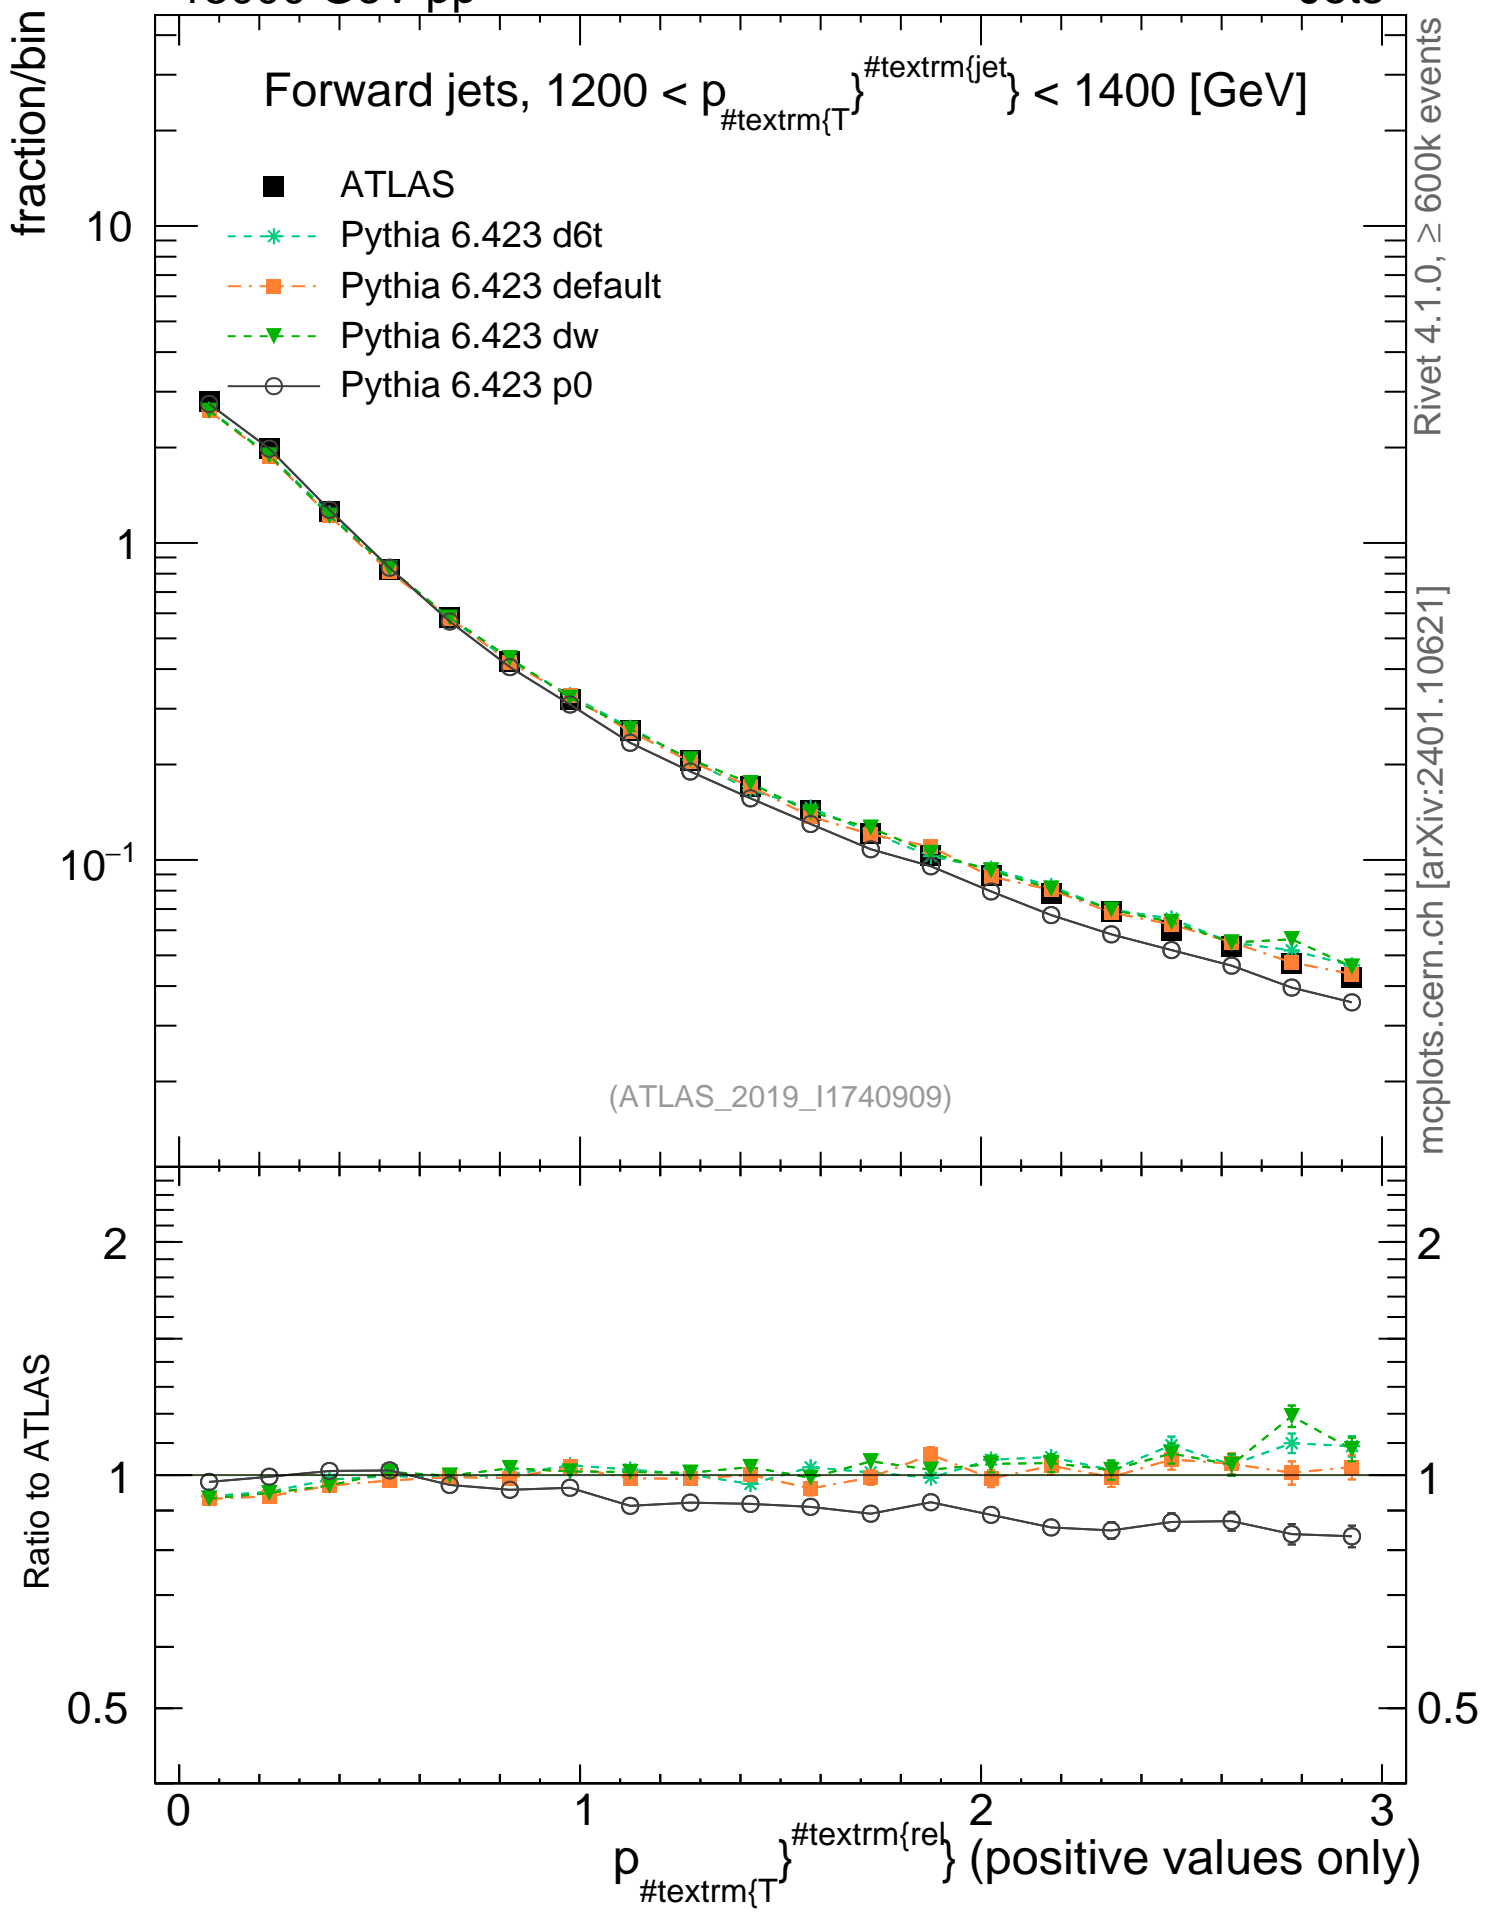 fraction/bin
Forward jets, 1200 < p_#textrm{T}^#textrm{jet} < 1400 [GeV]
ATLAS
Pythia 6.423 d6t
Pythia 6.423 default
Pythia 6.423 dw
Pythia 6.423 p0
10
1
10⁻¹
(ATLAS_2019_I1740909)
Rivet 4.1.0, ≥ 600k events
mcplots.cern.ch [arXiv:2401.10621]
Ratio to ATLAS
2
1
0.5
2
1
0.5
0 1 2 3
p_#textrm{T}^#textrm{rel} (positive values only)